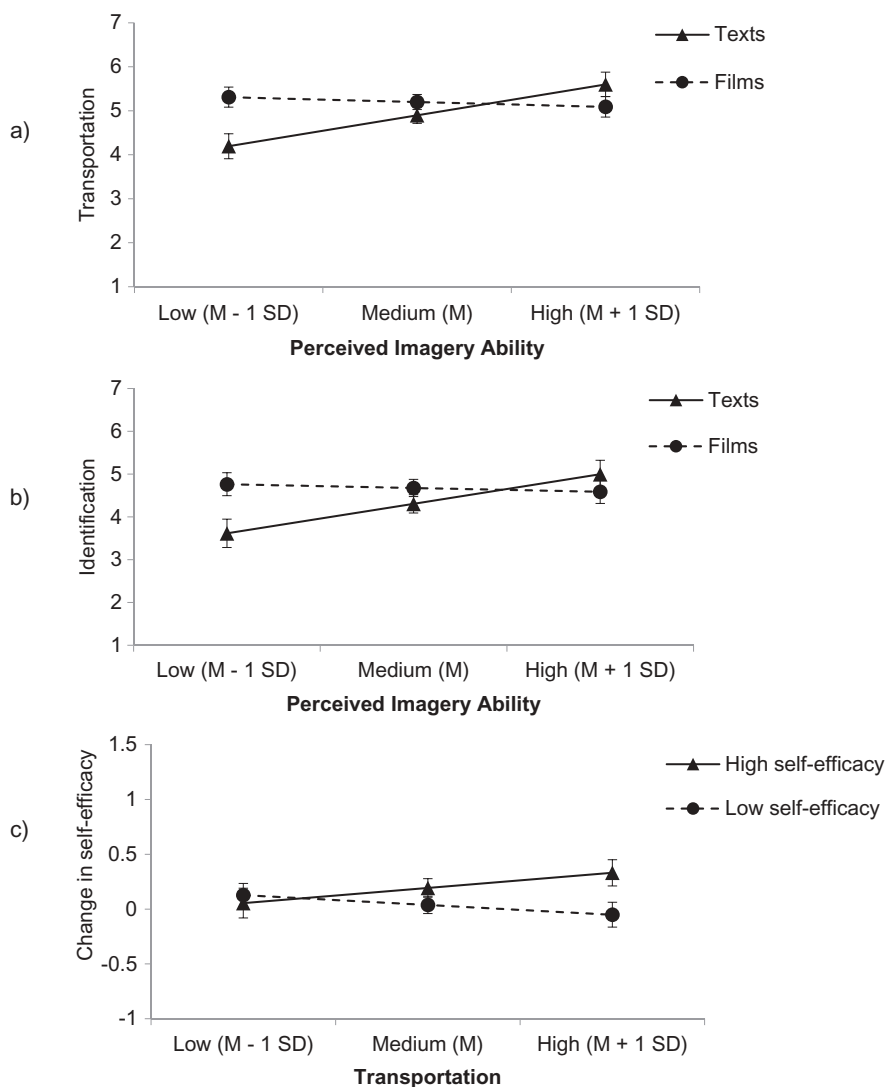 a)
Transportation
7
6
5
4
3
2
1
Low (M - 1 SD) Medium (M) High (M + 1 SD)
Perceived Imagery Ability
Texts
Films
b)
Identification
7
6
5
4
3
2
1
Low (M - 1 SD) Medium (M) High (M + 1 SD)
Perceived Imagery Ability
Texts
Films
c)
Change in self-efficacy
1.5
1
0.5
0
-0.5
-1
Low (M - 1 SD) Medium (M) High (M + 1 SD)
Transportation
High self-efficacy
Low self-efficacy